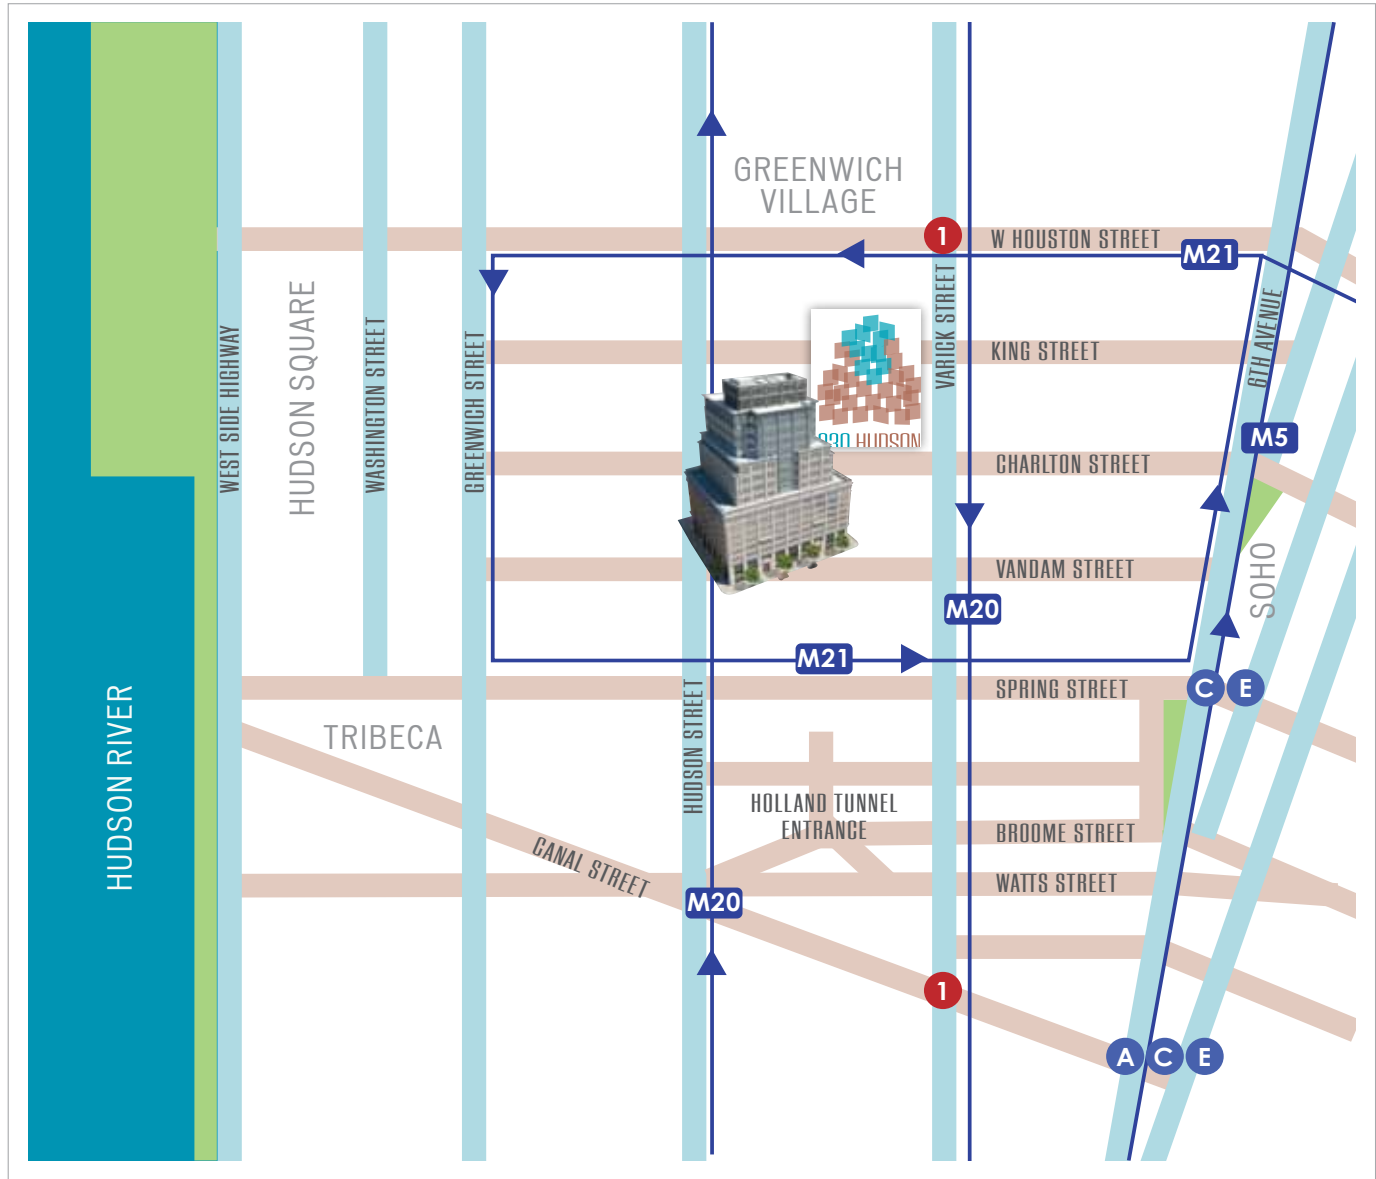 GREENWICH
VILLAGE
1
W HOUSTON STREET
M21
WEST SIDE HIGHWAY
HUDSON SQUARE
WASHINGTON STREET
GREENWICH STREET
VARICK STREET
6TH AVENUE
KING STREET
HUDSON
M5
CHARLTON STREET
SOHO
VANDAM STREET
M20
M21
SPRING STREET
C
E
HUDSON RIVER
TRIBECA
HUDSON STREET
HOLLAND TUNNEL
ENTRANCE
BROOME STREET
CANAL STREET
WATTS STREET
M20
1
A
C
E